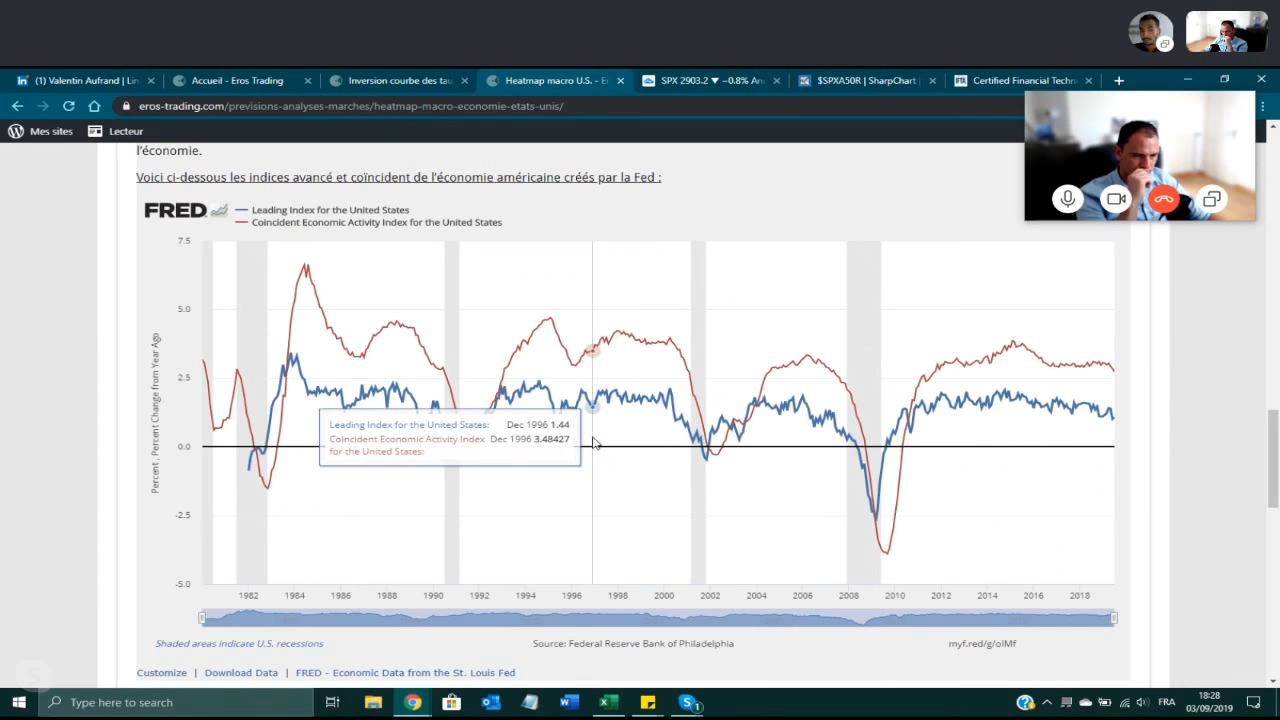 (1) Valentin Aufrand | Lin
Accueil - Eros Trading
Inversion courbe des tau
Heatmap macro U.S. - E
SPX 2903.2 ▼ −0.8% An
$SPXA50R | SharpChart
Certified Financial Techn
eros-trading.com/previsions-analyses-marches/heatmap-macro-economie-etats-unis/
Mes sites
Lecteur
l'économie.
Voici ci-dessous les indices avancé et coïncident de l'économie américaine créés par la Fed :
FRED
Leading Index for the United States
Coincident Economic Activity Index for the United States
7.5
5.0
2.5
0.0
-2.5
-5.0
Percent , Percent Change from Year Ago
Leading Index for the United States: Dec 1996 1.44
Coincident Economic Activity Index Dec 1996 3.48427
for the United States:
1982 1984 1986 1988 1990 1992 1994 1996 1998 2000 2002 2004 2006 2008 2010 2012 2014 2016 2018
Shaded areas indicate U.S. recessions
Source: Federal Reserve Bank of Philadelphia
myf.red/g/olMf
Customize | Download Data | FRED - Economic Data from the St. Louis Fed
Type here to search
FRA
18:28
03/09/2019